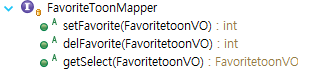 FavoriteToonMapper
setFavorite(FavoritetoonVO) : int
delFavorite(FavoritetoonVO) : int
getSelect(FavoritetoonVO) : FavoritetoonVO